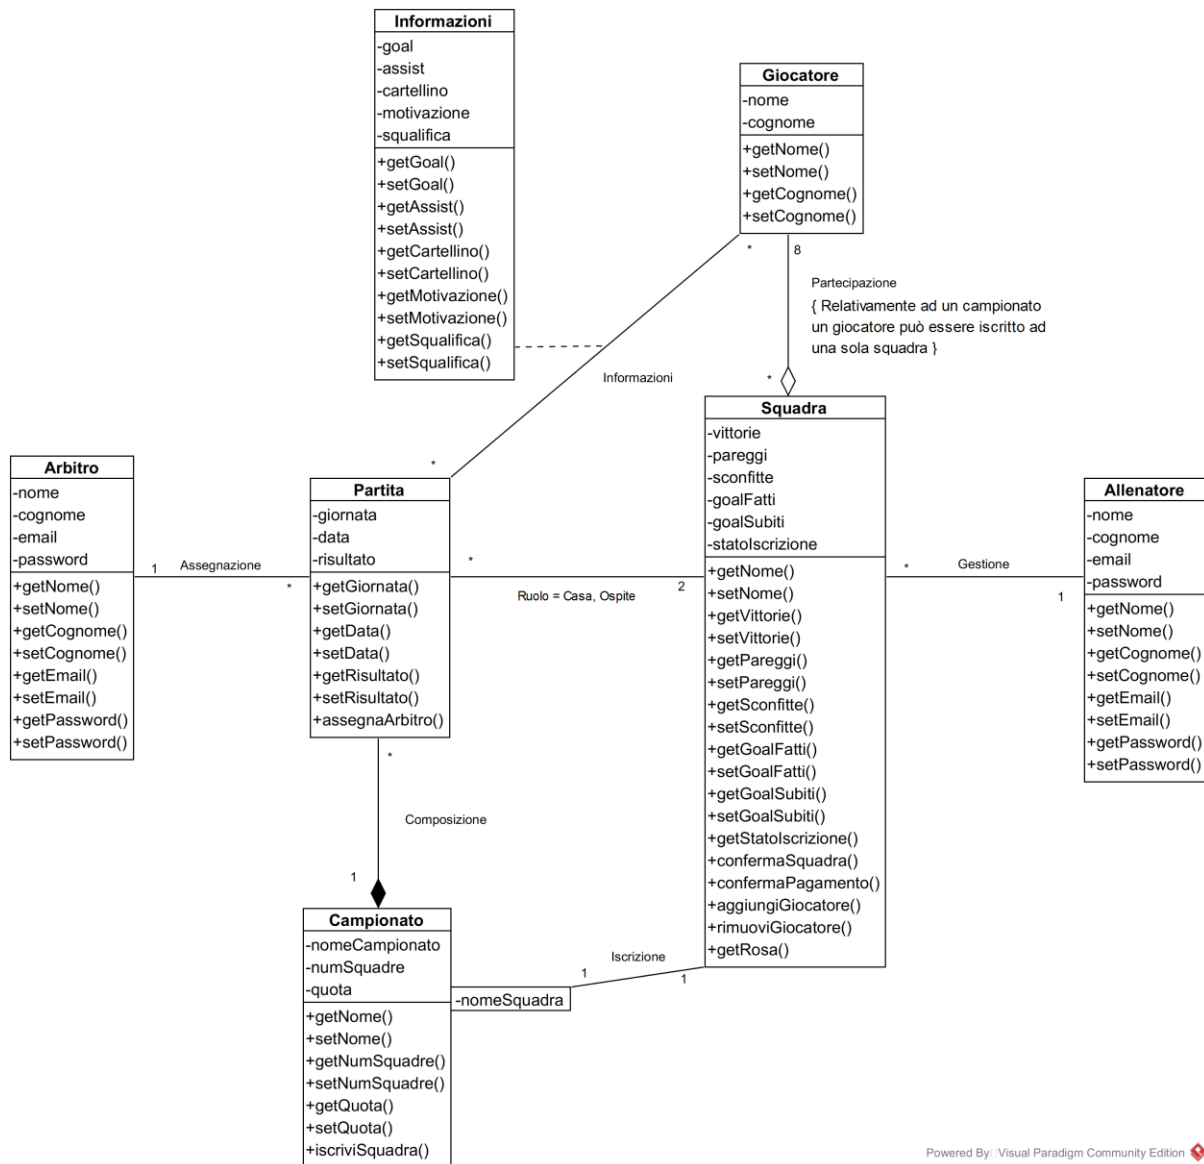 Informazioni
-goal
-assist
-cartellino
-motivazione
-squalifica
+getGoal()
+setGoal()
+getAssist()
+setAssist()
+getCartellino()
+setCartellino()
+getMotivazione()
+setMotivazione()
+getSqualifica()
+setSqualifica()
Giocatore
-nome
-cognome
+getNome()
+setNome()
+getCognome()
+setCognome()
*
8
Partecipazione
{ Relativamente ad un campionato
un giocatore può essere iscritto ad
una sola squadra }
Informazioni
*
*
Squadra
-vittorie
-pareggi
-sconfitte
-goalFatti
-goalSubiti
-statoIscrizione
+getNome()
+setNome()
+getVittorie()
+setVittorie()
+getPareggi()
+setPareggi()
+getSconfitte()
+setSconfitte()
+getGoalFatti()
+setGoalFatti()
+getGoalSubiti()
+setGoalSubiti()
+getStatoIscrizione()
+confermaSquadra()
+confermaPagamento()
+aggiungiGiocatore()
+rimuoviGiocatore()
+getRosa()
Arbitro
-nome
-cognome
-email
-password
+getNome()
+setNome()
+getCognome()
+setCognome()
+getEmail()
+setEmail()
+getPassword()
+setPassword()
1
Assegnazione
*
Partita
-giornata
-data
-risultato
+getGiornata()
+setGiornata()
+getData()
+setData()
+getRisultato()
+setRisultato()
+assegnaArbitro()
*
Ruolo = Casa, Ospite
2
*
Gestione
1
Allenatore
-nome
-cognome
-email
-password
+getNome()
+setNome()
+getCognome()
+setCognome()
+getEmail()
+setEmail()
+getPassword()
+setPassword()
*
Composizione
1
Campionato
-nomeCampionato
-numSquadre
-quota
+getNome()
+setNome()
+getNumSquadre()
+setNumSquadre()
+getQuota()
+setQuota()
+iscriviSquadra()
-nomeSquadra
1
Iscrizione
1
Powered By Visual Paradigm Community Edition